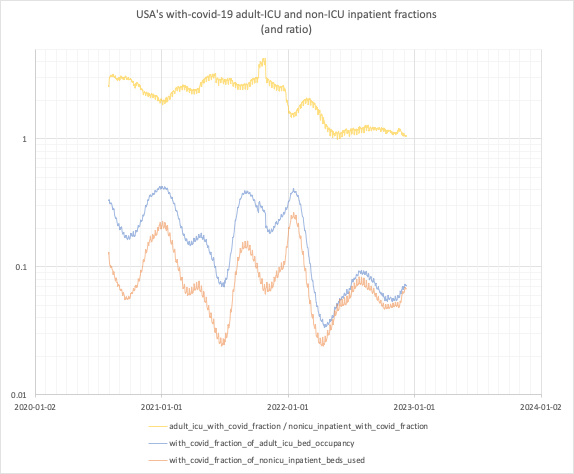 USA's with-covid-19 adult-ICU and non-ICU inpatient fractions
(and ratio)
1
0.1
0.01
2020-01-02 2021-01-01 2022-01-01 2023-01-01 2024-01-02
adult_icu_with_covid_fraction / nonicu_inpatient_with_covid_fraction
with_covid_fraction_of_adult_icu_bed_occupancy
with_covid_fraction_of_nonicu_inpatient_beds_used